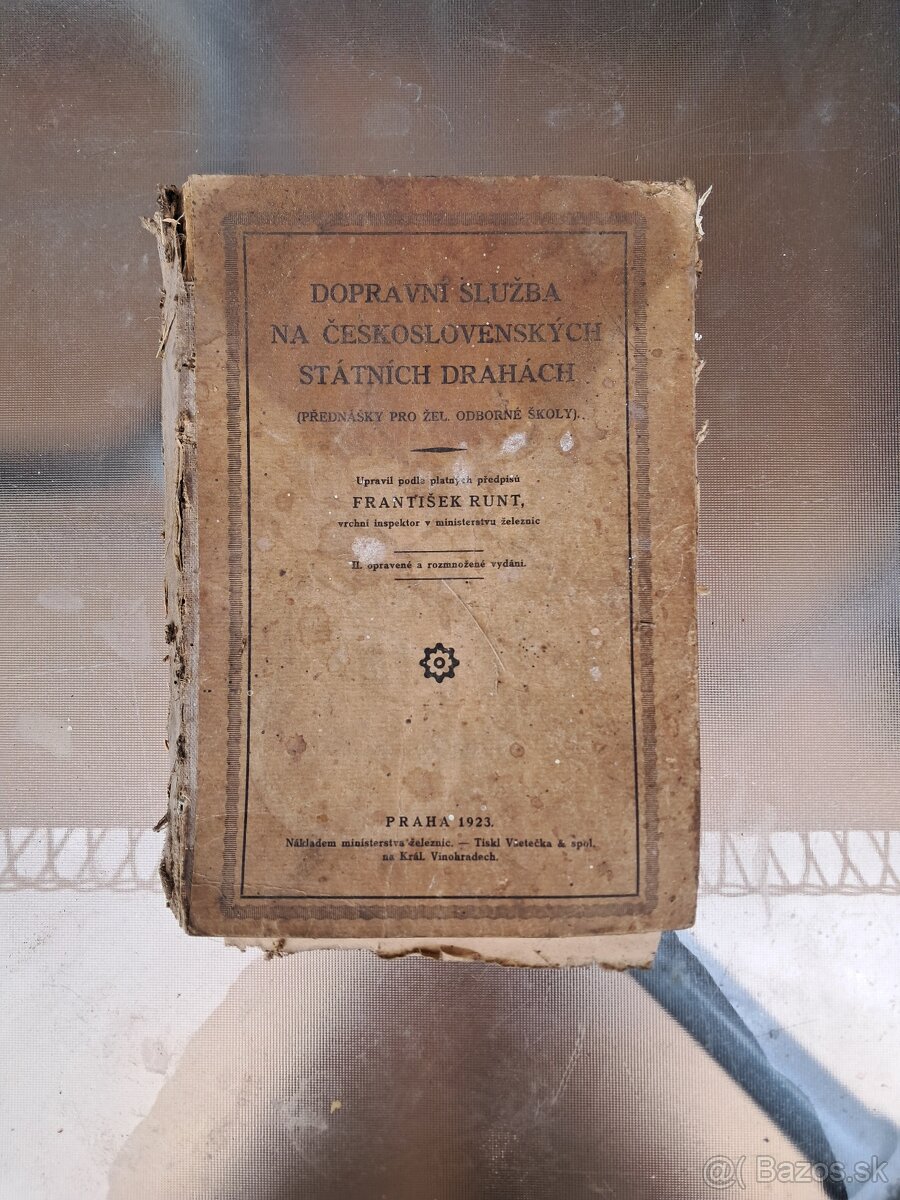 DOPRAVNÍ SLUŽBA
NA ČESKOSLOVENSKÝCH
STÁTNÍCH DRAHÁCH
(PŘEDNÁŠKY PRO ŽEL. ODBORNÉ ŠKOLY).
Upravil podle platných předpisů
FRANTIŠEK RUNT,
vrchní inspektor v ministerstvu železnic
II. opravené a rozmnožené vydání.
PRAHA 1923.
Nákladem ministerstva železnic. — Tiskl Všetečka & spol.
na Král. Vinohradech.
@( Bazos.sk